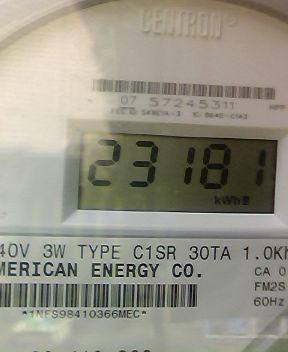 CENTRON®
07 57245311
23181
kWh
40V 3W TYPE C1SR 30TA 1.0K
MERICAN ENERGY CO.
CA 0
FM2S
60Hz
*1NFS98410366MEC*